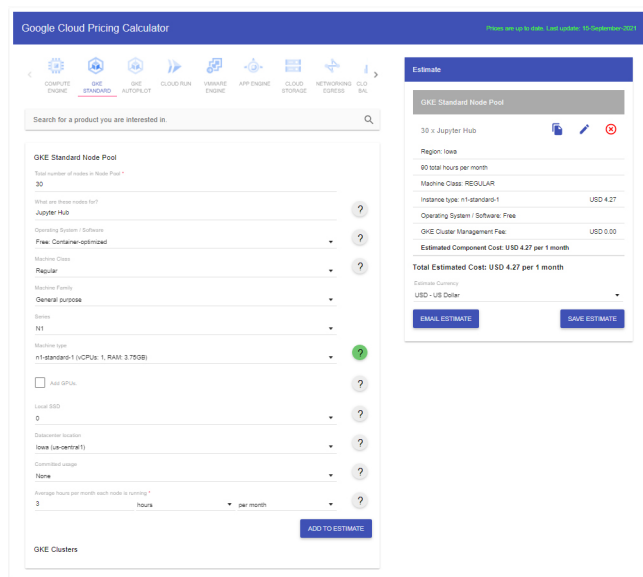 Google Cloud Pricing Calculator
Prices are up to date. Last update: 15-September-2021
COMPUTE ENGINE
GKE STANDARD
GKE AUTOPILOT
CLOUD RUN
VMWARE ENGINE
APP ENGINE
CLOUD STORAGE
NETWORKING EGRESS
CLO BAL
Search for a product you are interested in.
GKE Standard Node Pool
Total number of nodes in Node Pool *
30
What are these nodes for?
Jupyter Hub
?
Operating System / Software
Free: Container-optimized
?
Machine Class
Regular
?
Machine Family
General purpose
Series
N1
Machine type
n1-standard-1 (vCPUs: 1, RAM: 3.75GB)
?
Add GPUs.
?
Local SSD
0
?
Datacenter location
Iowa (us-central1)
?
Committed usage
None
?
Average hours per month each node is running *
3 hours per month
?
ADD TO ESTIMATE
GKE Clusters
Estimate
GKE Standard Node Pool
30 x Jupyter Hub
Region: Iowa
90 total hours per month
Machine Class: REGULAR
Instance type: n1-standard-1 USD 4.27
Operating System / Software: Free
GKE Cluster Management Fee: USD 0.00
Estimated Component Cost: USD 4.27 per 1 month
Total Estimated Cost: USD 4.27 per 1 month
Estimate Currency
USD - US Dollar
EMAIL ESTIMATE
SAVE ESTIMATE